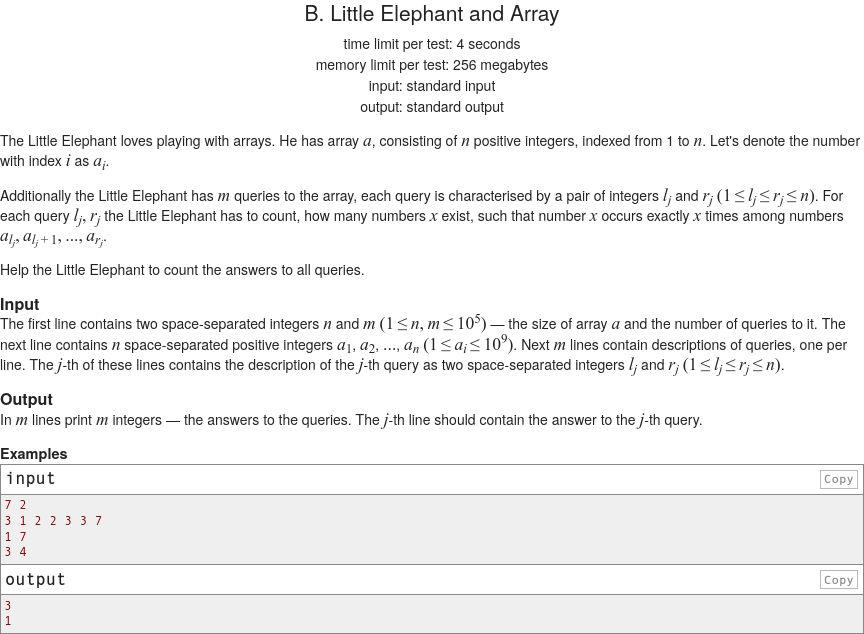 B. Little Elephant and Array
time limit per test: 4 seconds
memory limit per test: 256 megabytes
input: standard input
output: standard output
The Little Elephant loves playing with arrays. He has array a, consisting of n positive integers, indexed from 1 to n. Let's denote the number
with index i as a_i.
Additionally the Little Elephant has m queries to the array, each query is characterised by a pair of integers l_j and r_j (1 ≤ l_j ≤ r_j ≤ n). For
each query l_j, r_j the Little Elephant has to count, how many numbers x exist, such that number x occurs exactly x times among numbers
a_{l_j}, a_{l_j + 1}, ..., a_{r_j}.
Help the Little Elephant to count the answers to all queries.
Input
The first line contains two space-separated integers n and m (1 ≤ n, m ≤ 10^5) — the size of array a and the number of queries to it. The
next line contains n space-separated positive integers a_1, a_2, ..., a_n (1 ≤ a_i ≤ 10^9). Next m lines contain descriptions of queries, one per
line. The j-th of these lines contains the description of the j-th query as two space-separated integers l_j and r_j (1 ≤ l_j ≤ r_j ≤ n).
Output
In m lines print m integers — the answers to the queries. The j-th line should contain the answer to the j-th query.
Examples
input Copy
7 2
3 1 2 2 3 3 7
1 7
3 4
output Copy
3
1